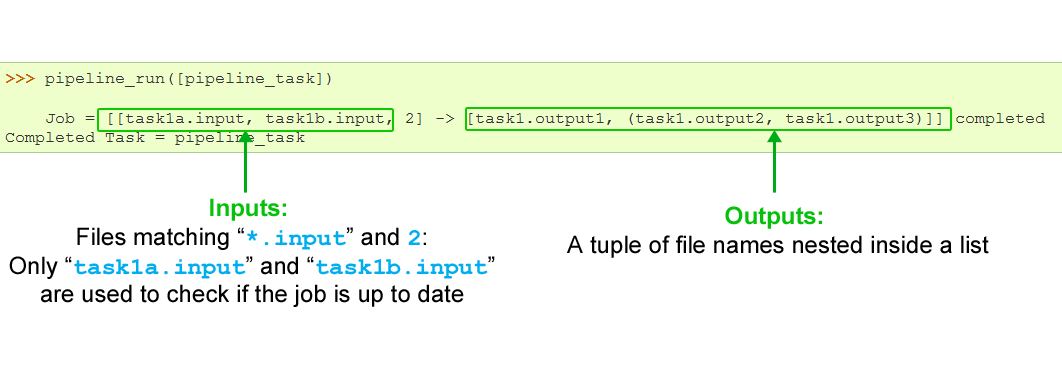 >>> pipeline_run([pipeline_task])
Job = [[task1a.input, task1b.input, 2] -> [task1.output1, (task1.output2, task1.output3)]] completed
Completed Task = pipeline_task
Inputs:
Files matching “*.input” and 2:
Only “task1a.input” and “task1b.input”
are used to check if the job is up to date
Outputs:
A tuple of file names nested inside a list